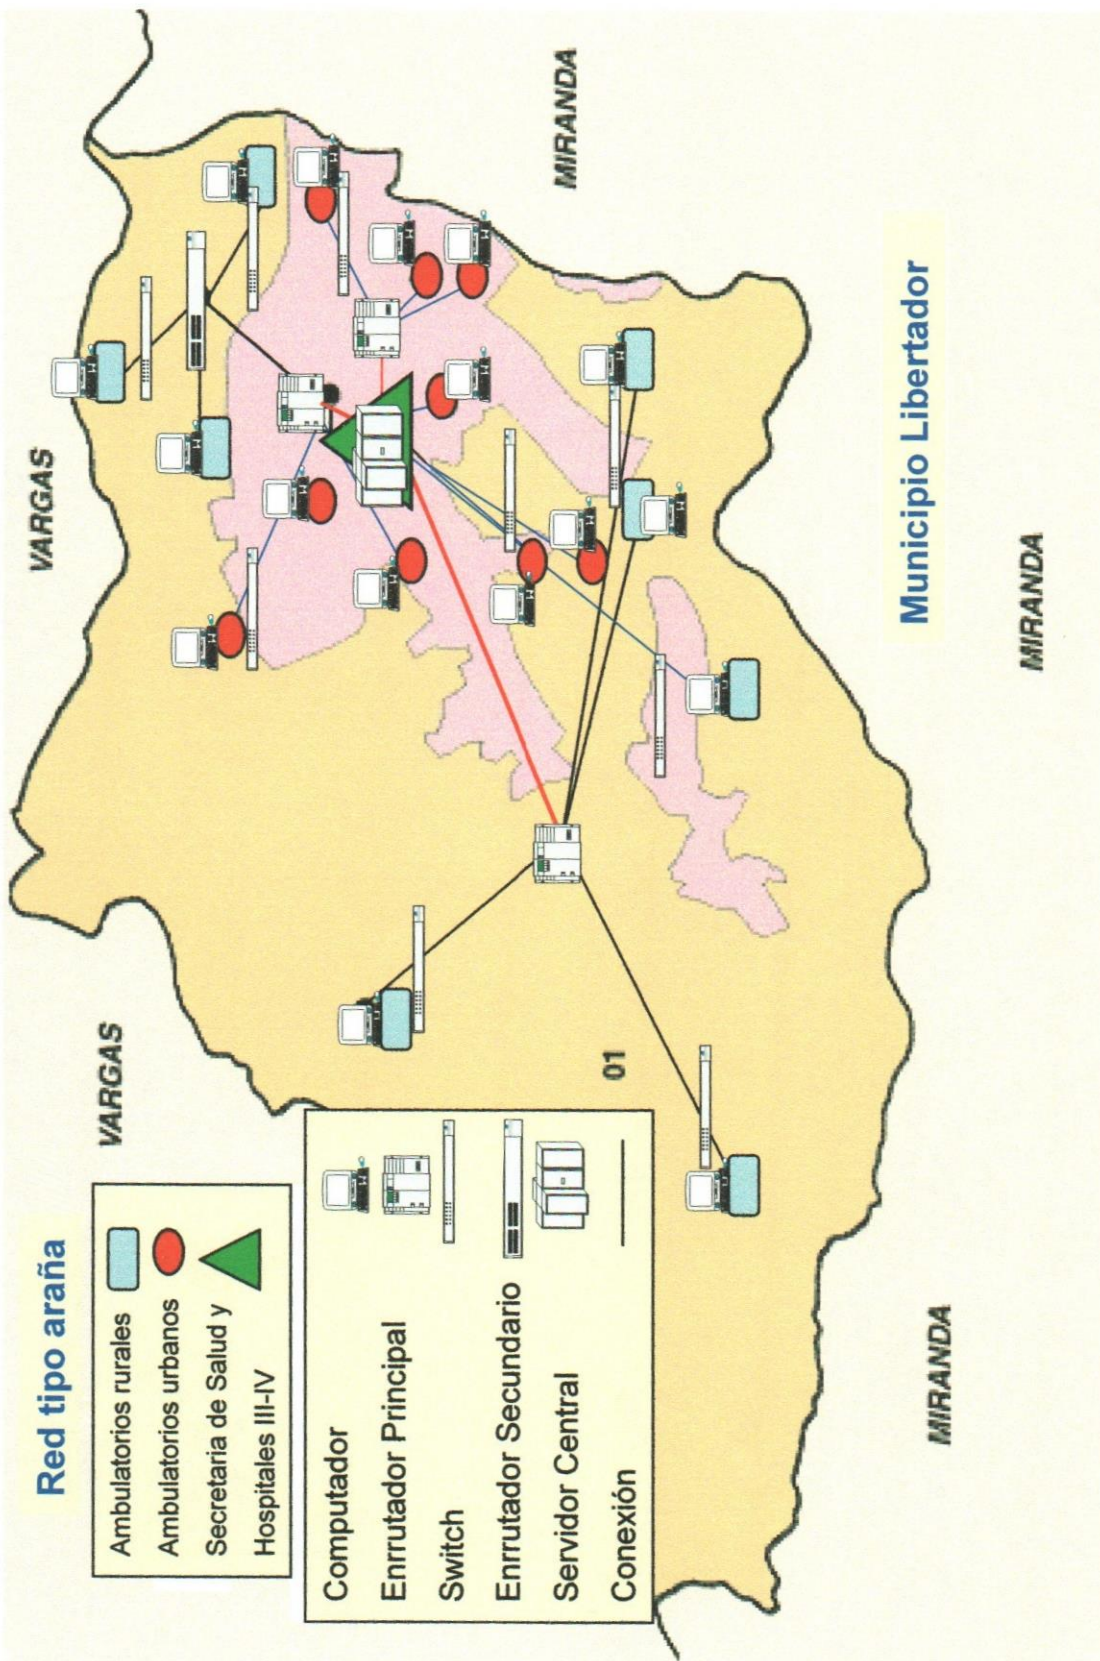 Red tipo araña
Ambulatorios rurales
Ambulatorios urbanos
Secretaria de Salud y
Hospitales III-IV
Computador
Enrrutador Principal
Switch
Enrrutador Secundario
Servidor Central
Conexión
VARGAS
VARGAS
01
MIRANDA
MIRANDA
MIRANDA
Municipio Libertador